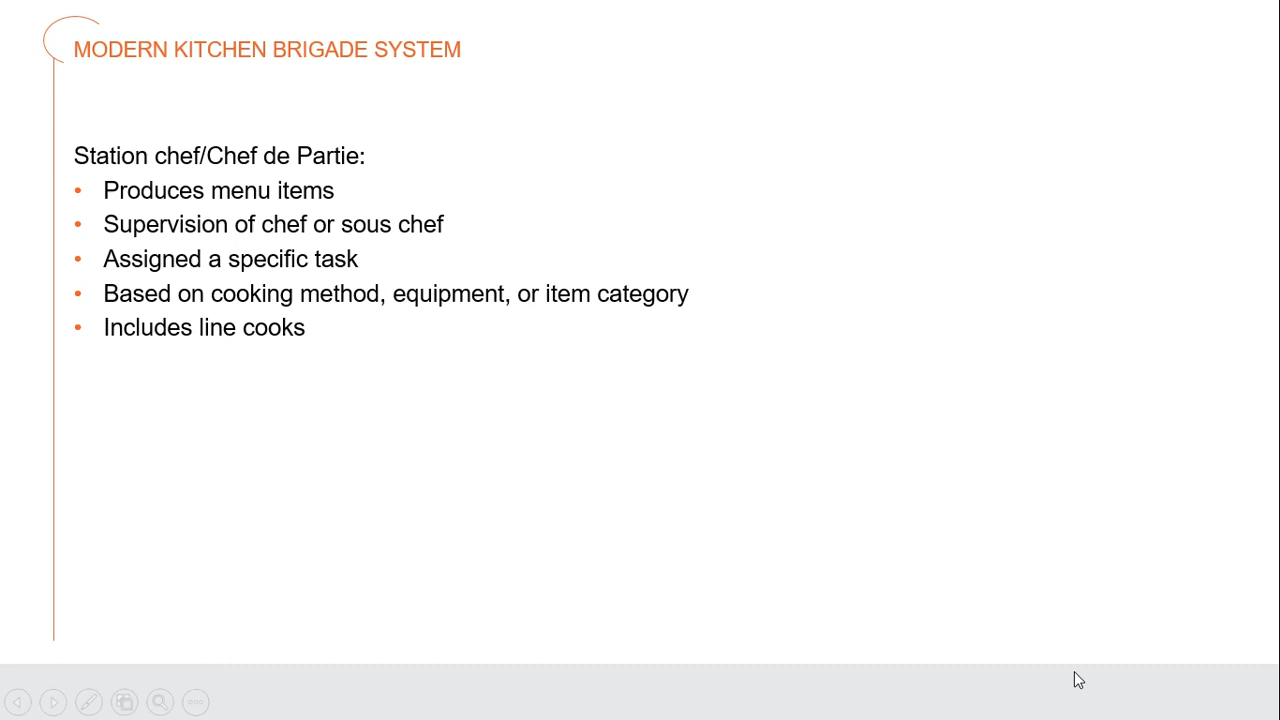 MODERN KITCHEN BRIGADE SYSTEM
Station chef/Chef de Partie:
• Produces menu items
• Supervision of chef or sous chef
• Assigned a specific task
• Based on cooking method, equipment, or item category
• Includes line cooks